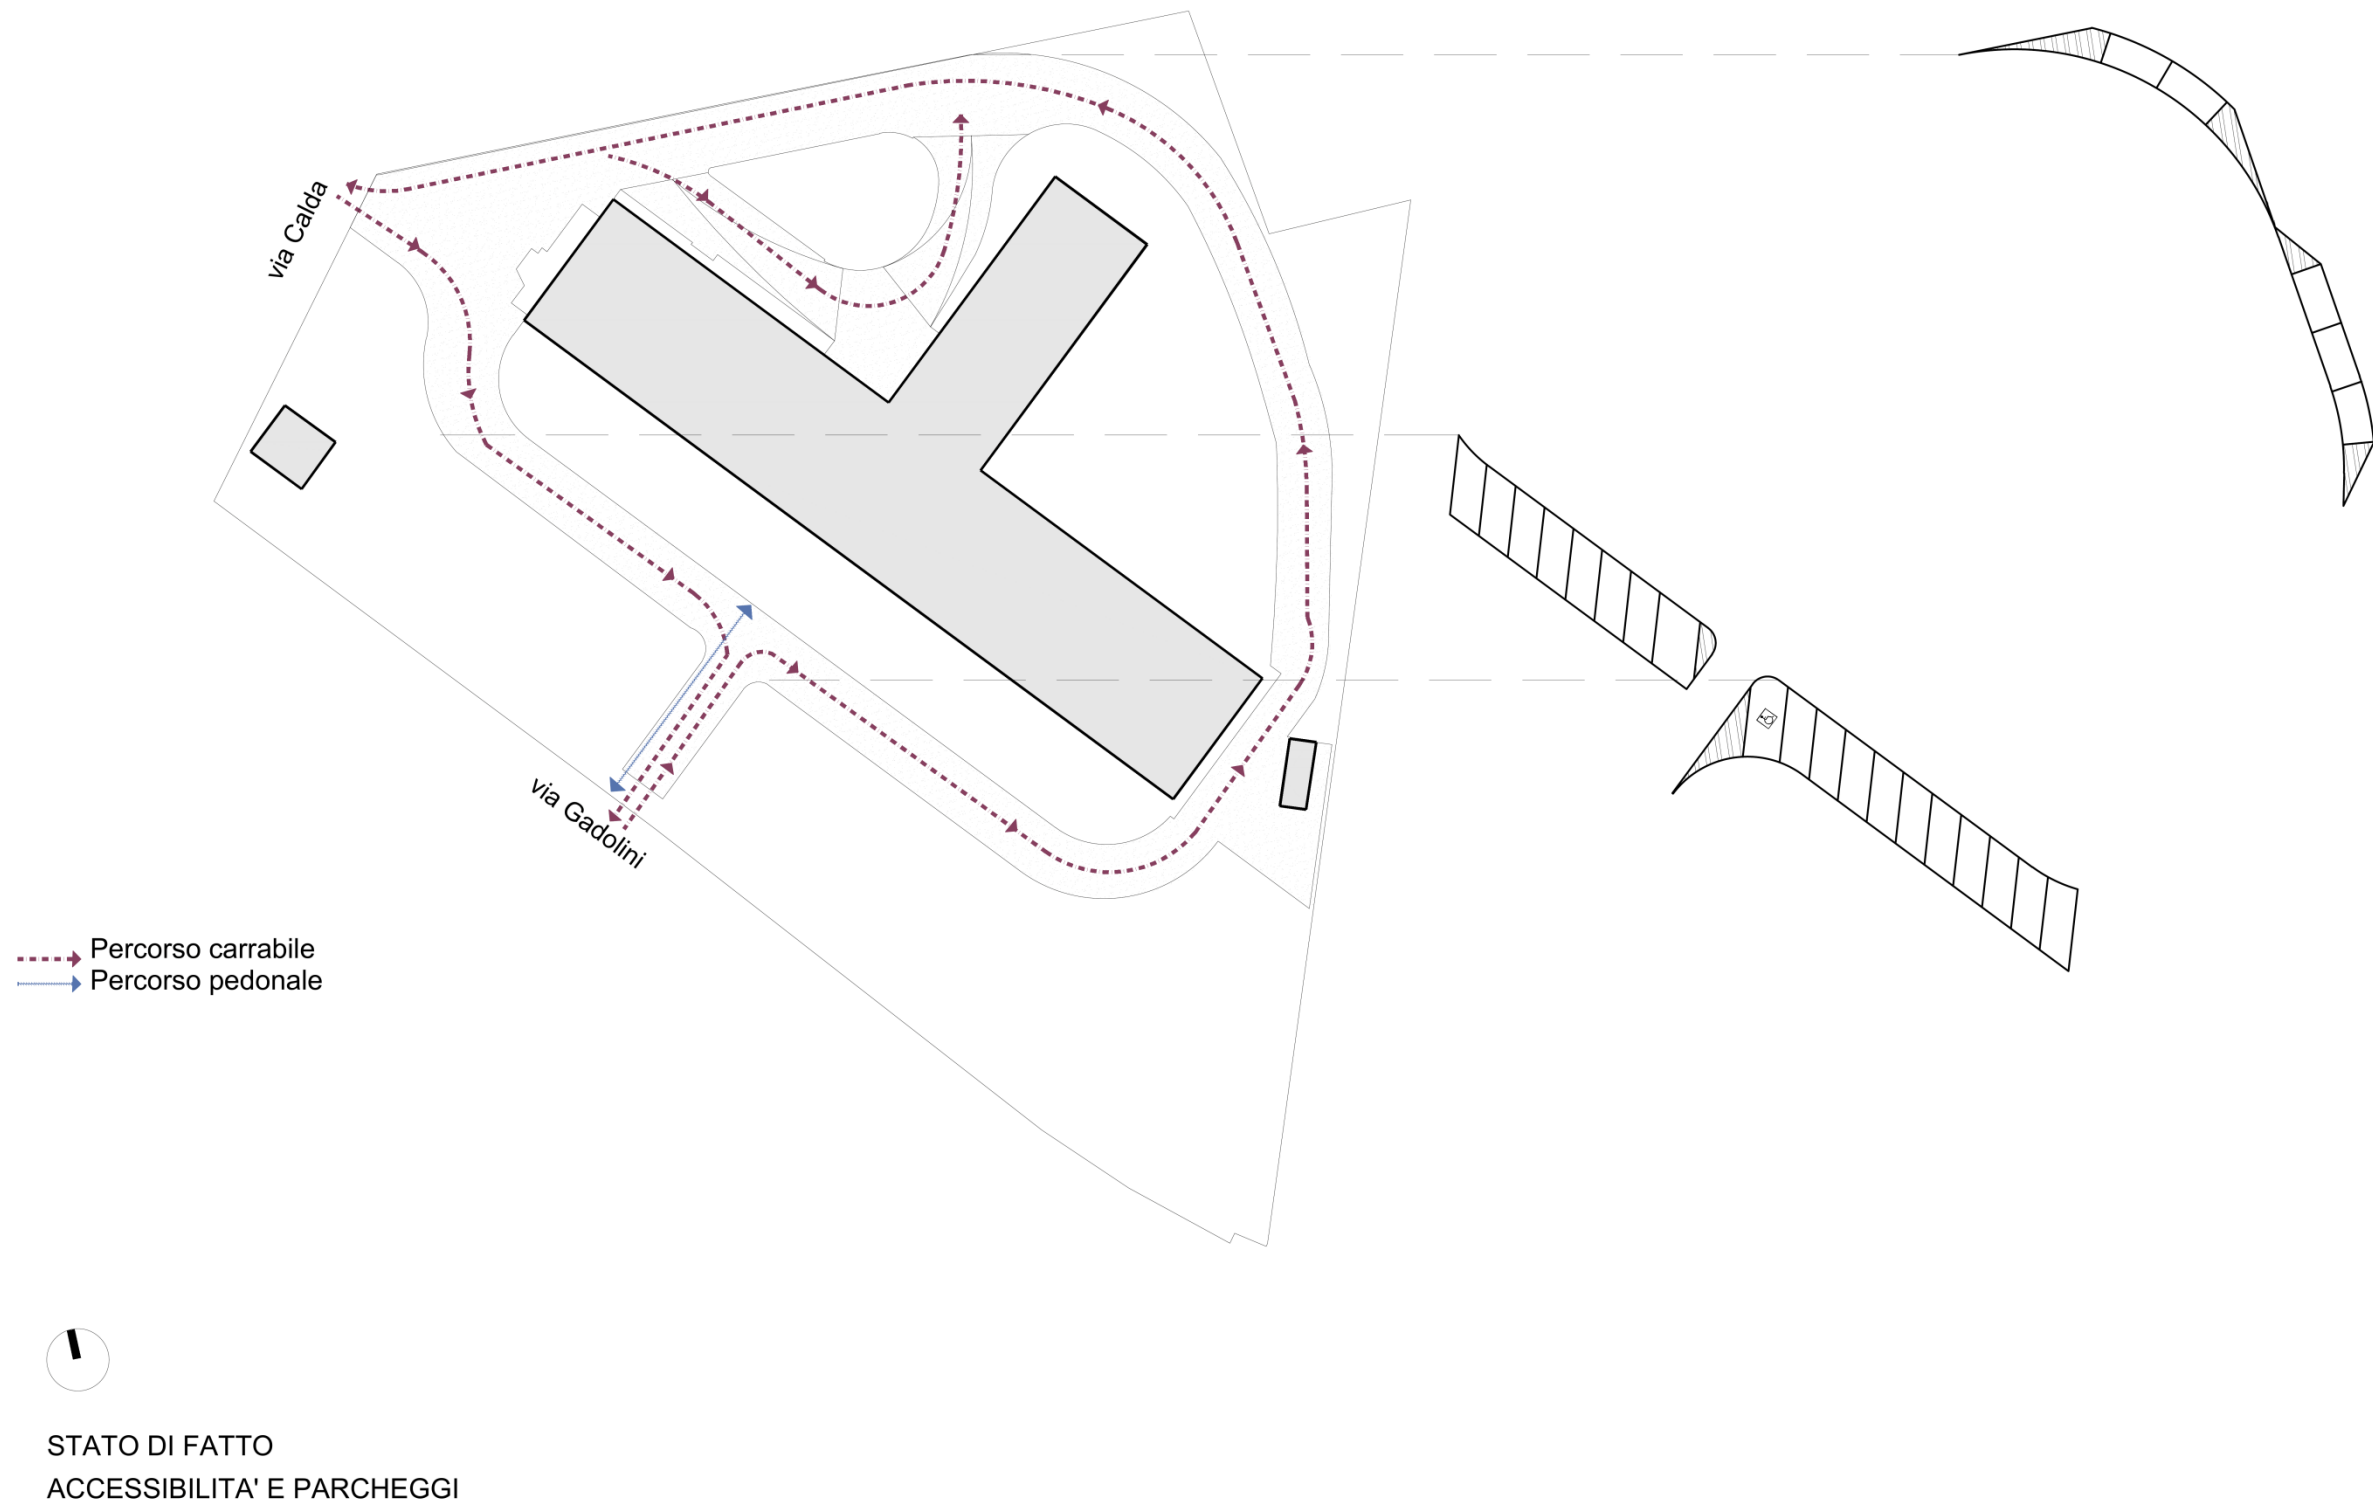 via Calda
via Gadolini
Percorso carrabile
Percorso pedonale
STATO DI FATTO
ACCESSIBILITA' E PARCHEGGI